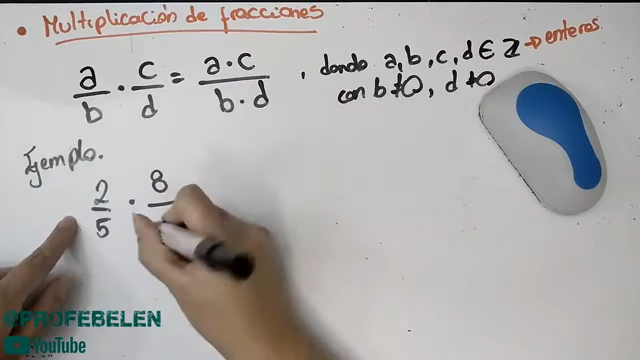 • Multiplicación de fracciones
a/b · c/d = a·c/b·d , donde a, b, c, d ∈ ℤ → enteros
con b ≠ 0, d ≠ 0
Ejemplo.
2/5 · 8
@PROFEBELEN
YouTube